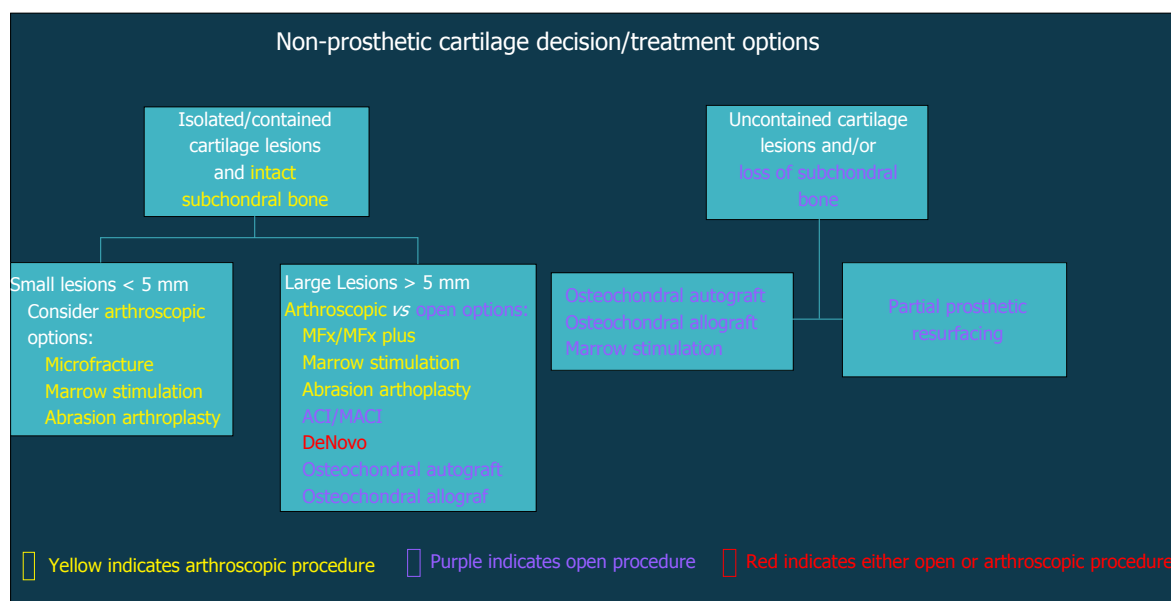 Non-prosthetic cartilage decision/treatment options
Isolated/contained
cartilage lesions
and intact
subchondral bone
Uncontained cartilage
lesions and/or
loss of subchondral
bone
Small lesions < 5 mm
Consider arthroscopic
options:
Microfracture
Marrow stimulation
Abrasion arthroplasty
Large Lesions > 5 mm
Arthroscopic vs open options:
MFx/MFx plus
Marrow stimulation
Abrasion arthoplasty
ACI/MACI
DeNovo
Osteochondral autograft
Osteochondral allograf
Osteochondral autograft
Osteochondral allograft
Marrow stimulation
Partial prosthetic
resurfacing
Yellow indicates arthroscopic procedure
Purple indicates open procedure
Red indicates either open or arthroscopic procedure